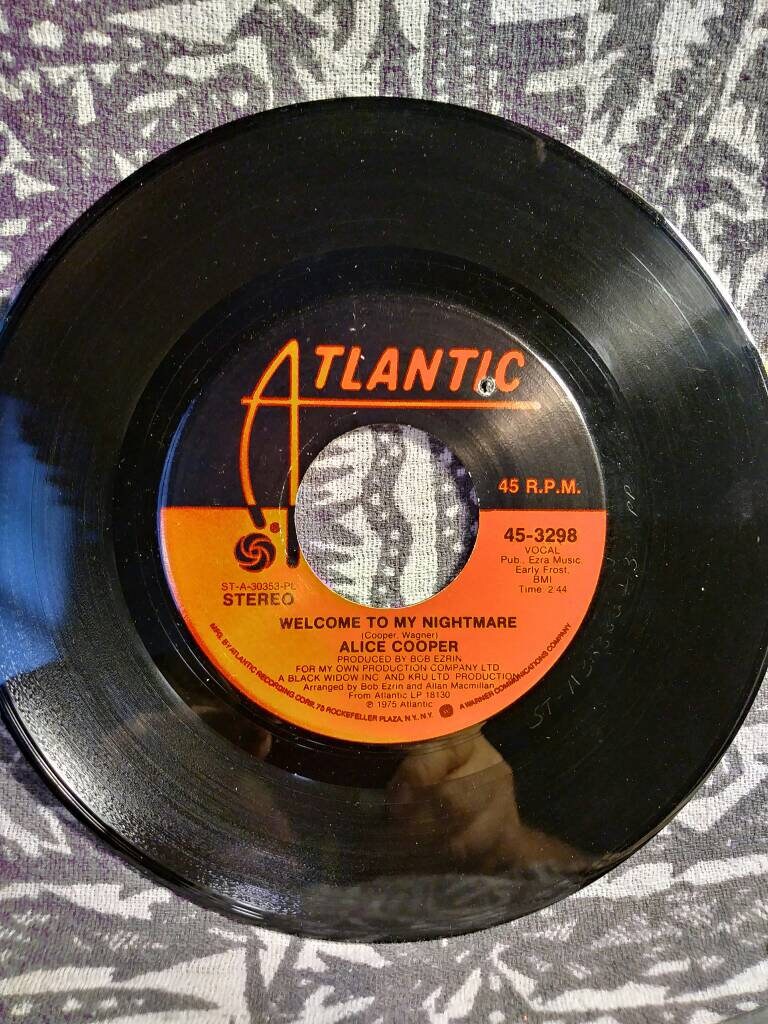 ATLANTIC
®
45 R.P.M.
45-3298
VOCAL
Pub., Ezra Music,
Early Frost,
BMI
Time: 2:44
ST-A-30353-PL
STEREO
WELCOME TO MY NIGHTMARE
(Cooper, Wagner)
ALICE COOPER
PRODUCED BY BOB EZRIN
FOR MY OWN PRODUCTION COMPANY LTD
A BLACK WIDOW INC. AND KRU LTD. PRODUCTION
Arranged by Bob Ezrin and Allan Macmillan
From Atlantic LP 18130
℗ 1975 Atlantic
MFG. BY ATLANTIC RECORDING CORP., 75 ROCKEFELLER PLAZA, N.Y. N.Y. A WARNER COMMUNICATIONS COMPANY